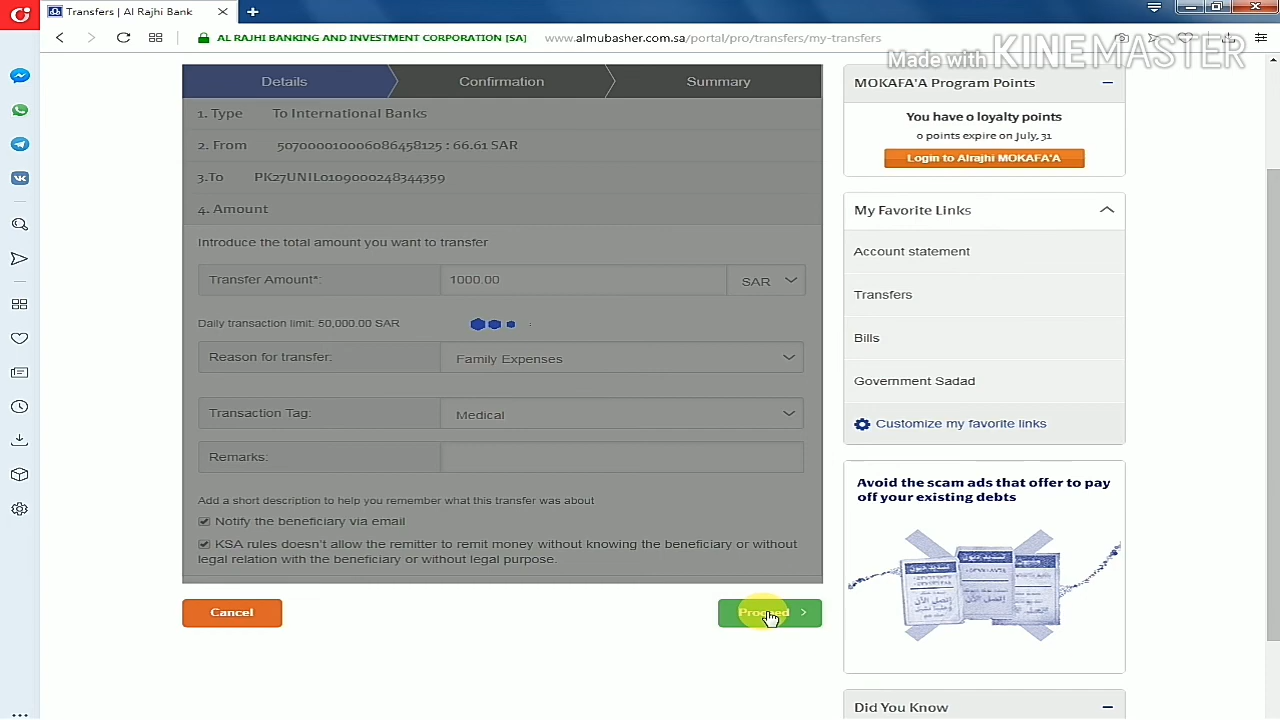 Transfers | Al Rajhi Bank
AL RAJHI BANKING AND INVESTMENT CORPORATION [SA]
www.almubasher.com.sa/portal/pro/transfers/my-transfers
Made with KINEMASTER
Details
Confirmation
Summary
1. Type To International Banks
2. From 507000010006086458125 : 66.61 SAR
3.To PK27UNIL0109000248344359
4. Amount
Introduce the total amount you want to transfer
Transfer Amount*: 1000.00 SAR
Daily transaction limit: 50,000.00 SAR
Reason for transfer: Family Expenses
Transaction Tag: Medical
Remarks:
Add a short description to help you remember what this transfer was about
Notify the beneficiary via email
KSA rules doesn't allow the remitter to remit money without knowing the beneficiary or without
legal relation with the beneficiary or without legal purpose.
Cancel
Proceed
MOKAFA'A Program Points
You have 0 loyalty points
0 points expire on July, 31
Login to Alrajhi MOKAFA'A
My Favorite Links
Account statement
Transfers
Bills
Government Sadad
Customize my favorite links
Avoid the scam ads that offer to pay
off your existing debts
Did You Know